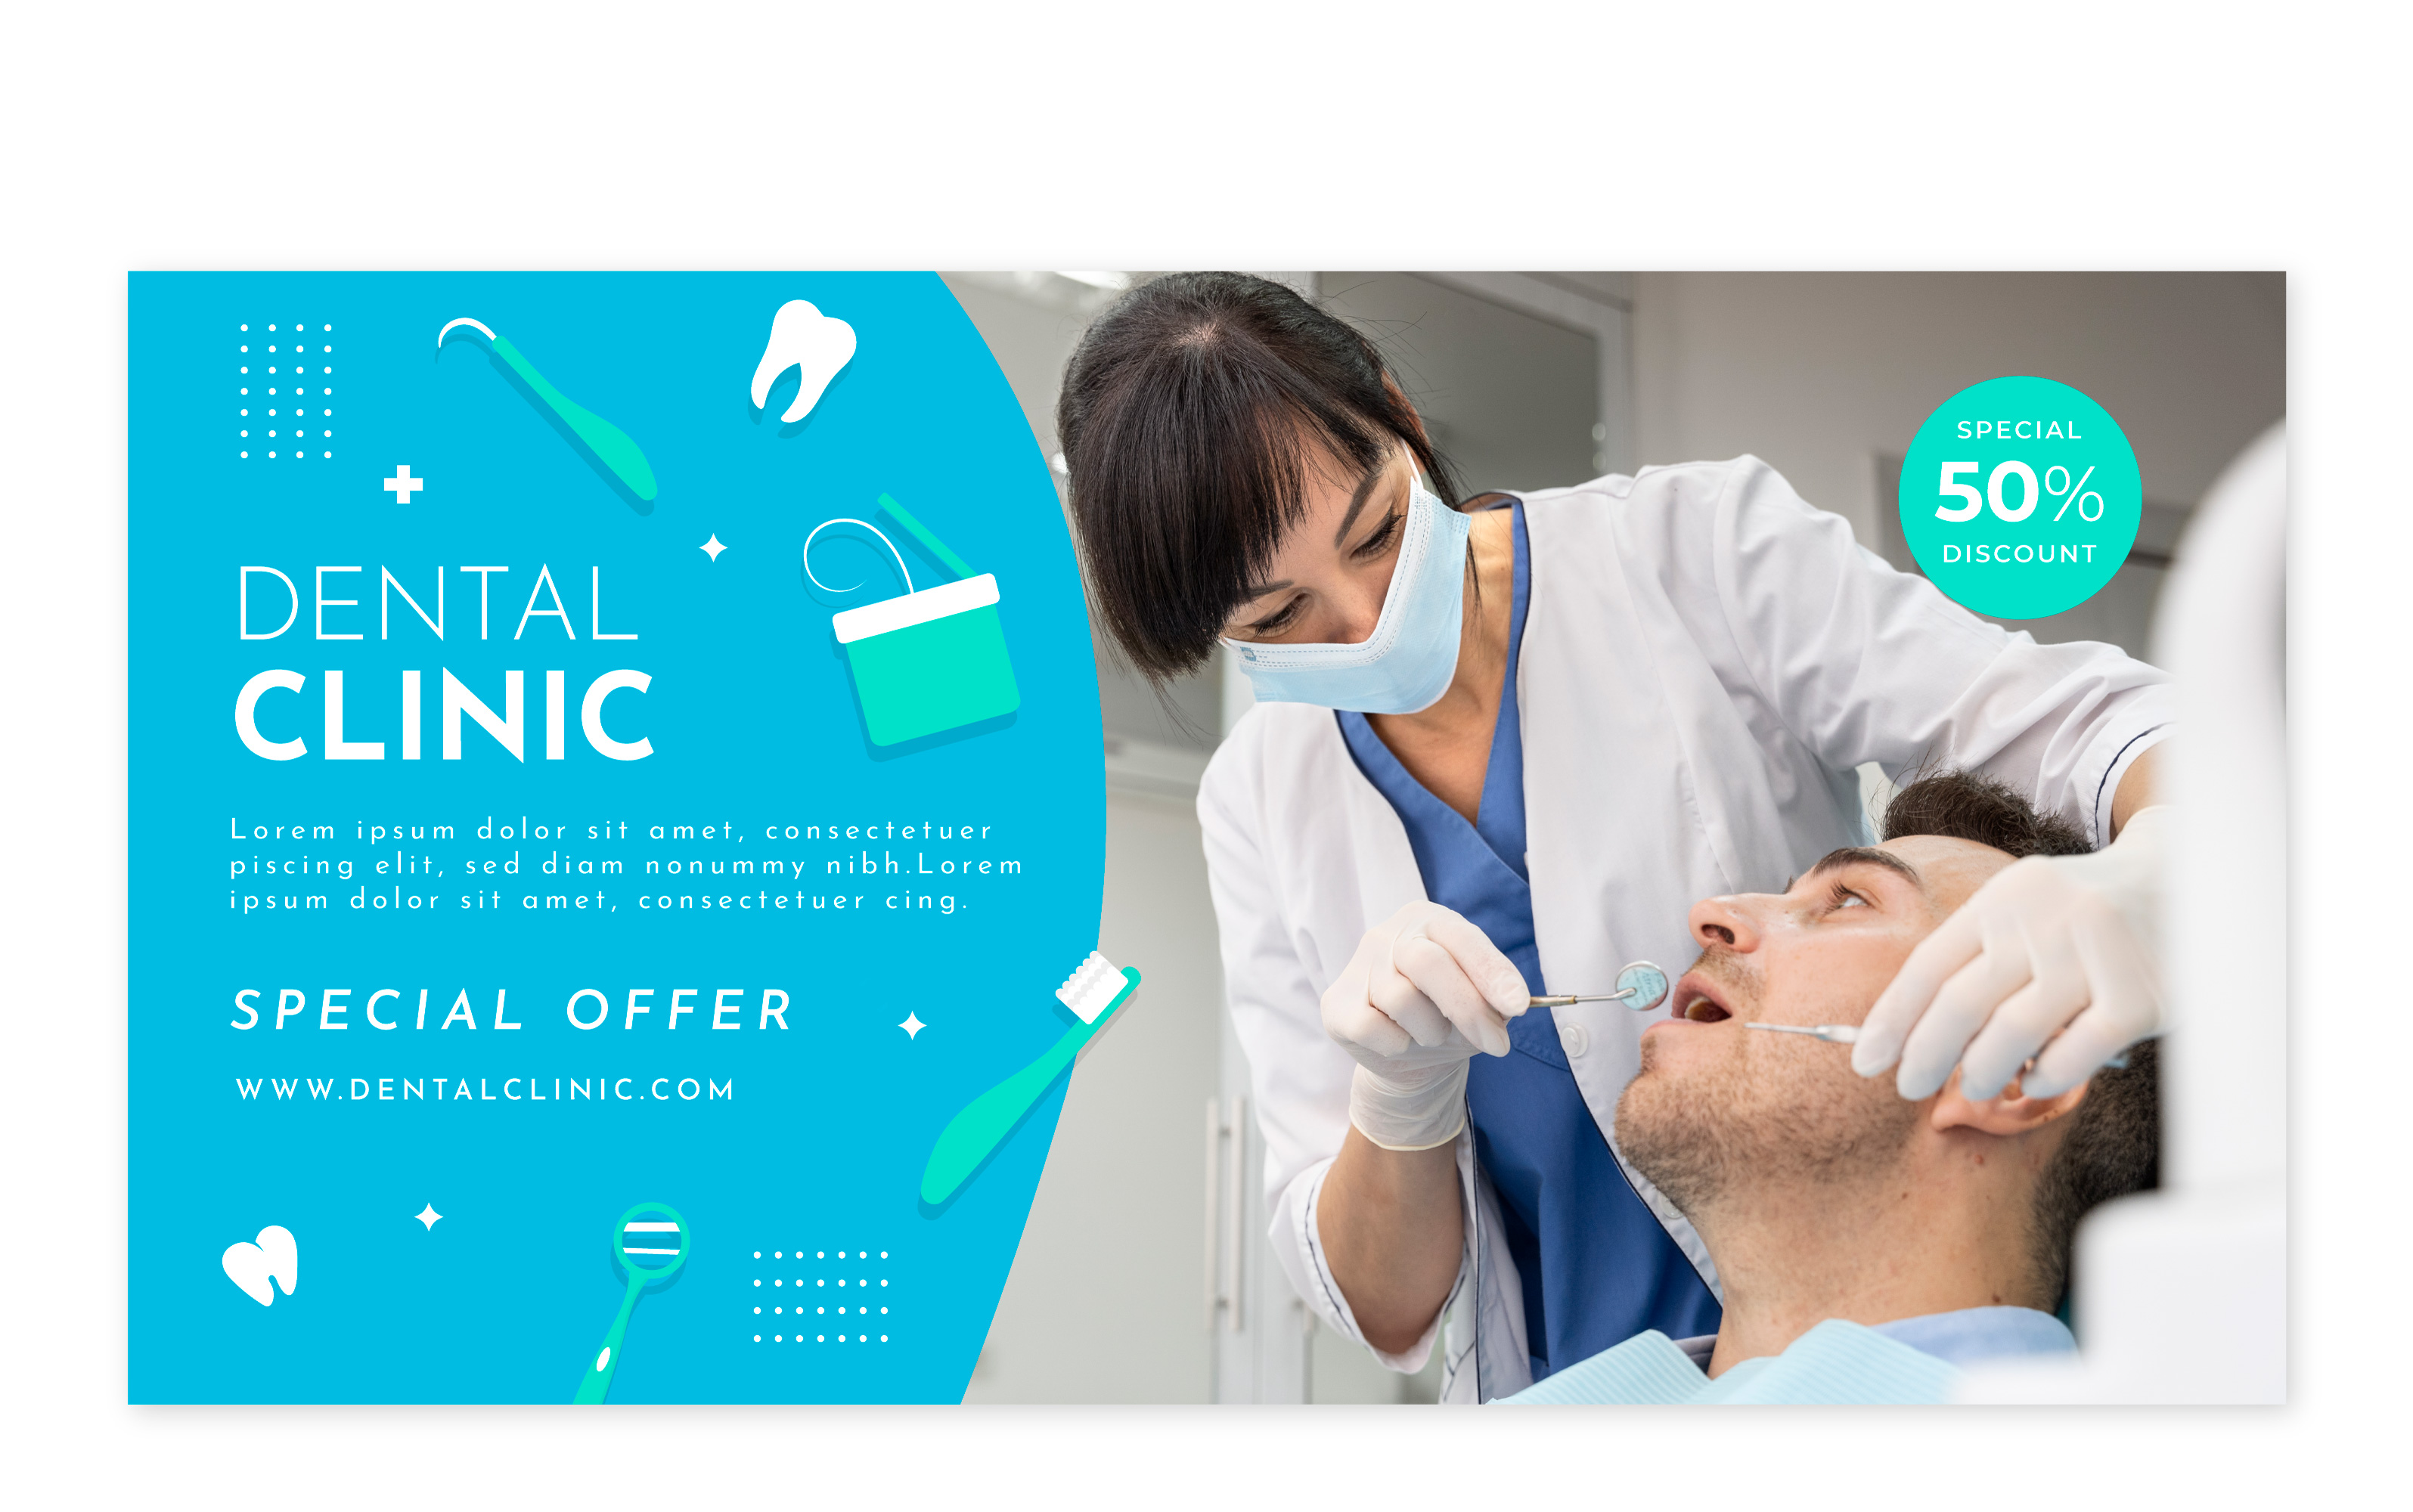 DENTAL
CLINIC
Lorem ipsum dolor sit amet, consectetuer
piscing elit, sed diam nonummy nibh.Lorem
ipsum dolor sit amet, consectetuer cing.
SPECIAL OFFER
WWW.DENTALCLINIC.COM
SPECIAL
50%
DISCOUNT